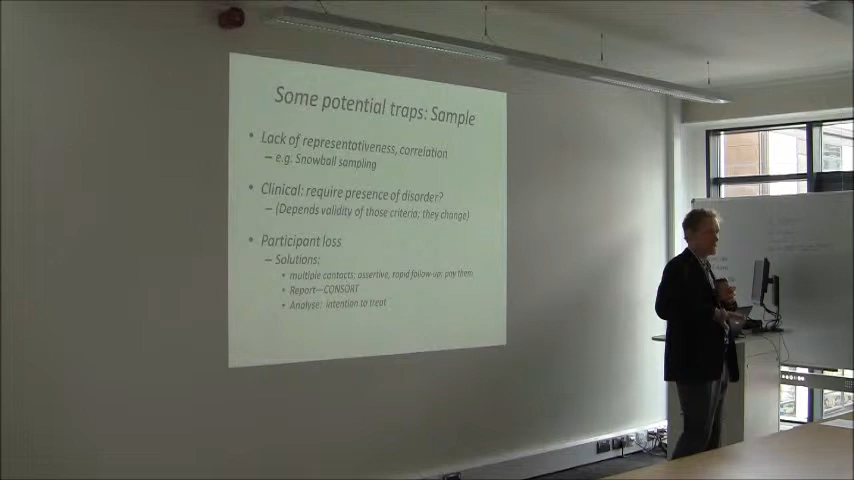 Some potential traps: Sample
• Lack of representativeness, correlation
– e.g. Snowball sampling
• Clinical: require presence of disorder?
– (Depends validity of those criteria; they change)
• Participant loss
– Solutions:
• multiple contacts; assertive, rapid follow-up; pay them
• Report—CONSORT
• Analyse: intention to treat